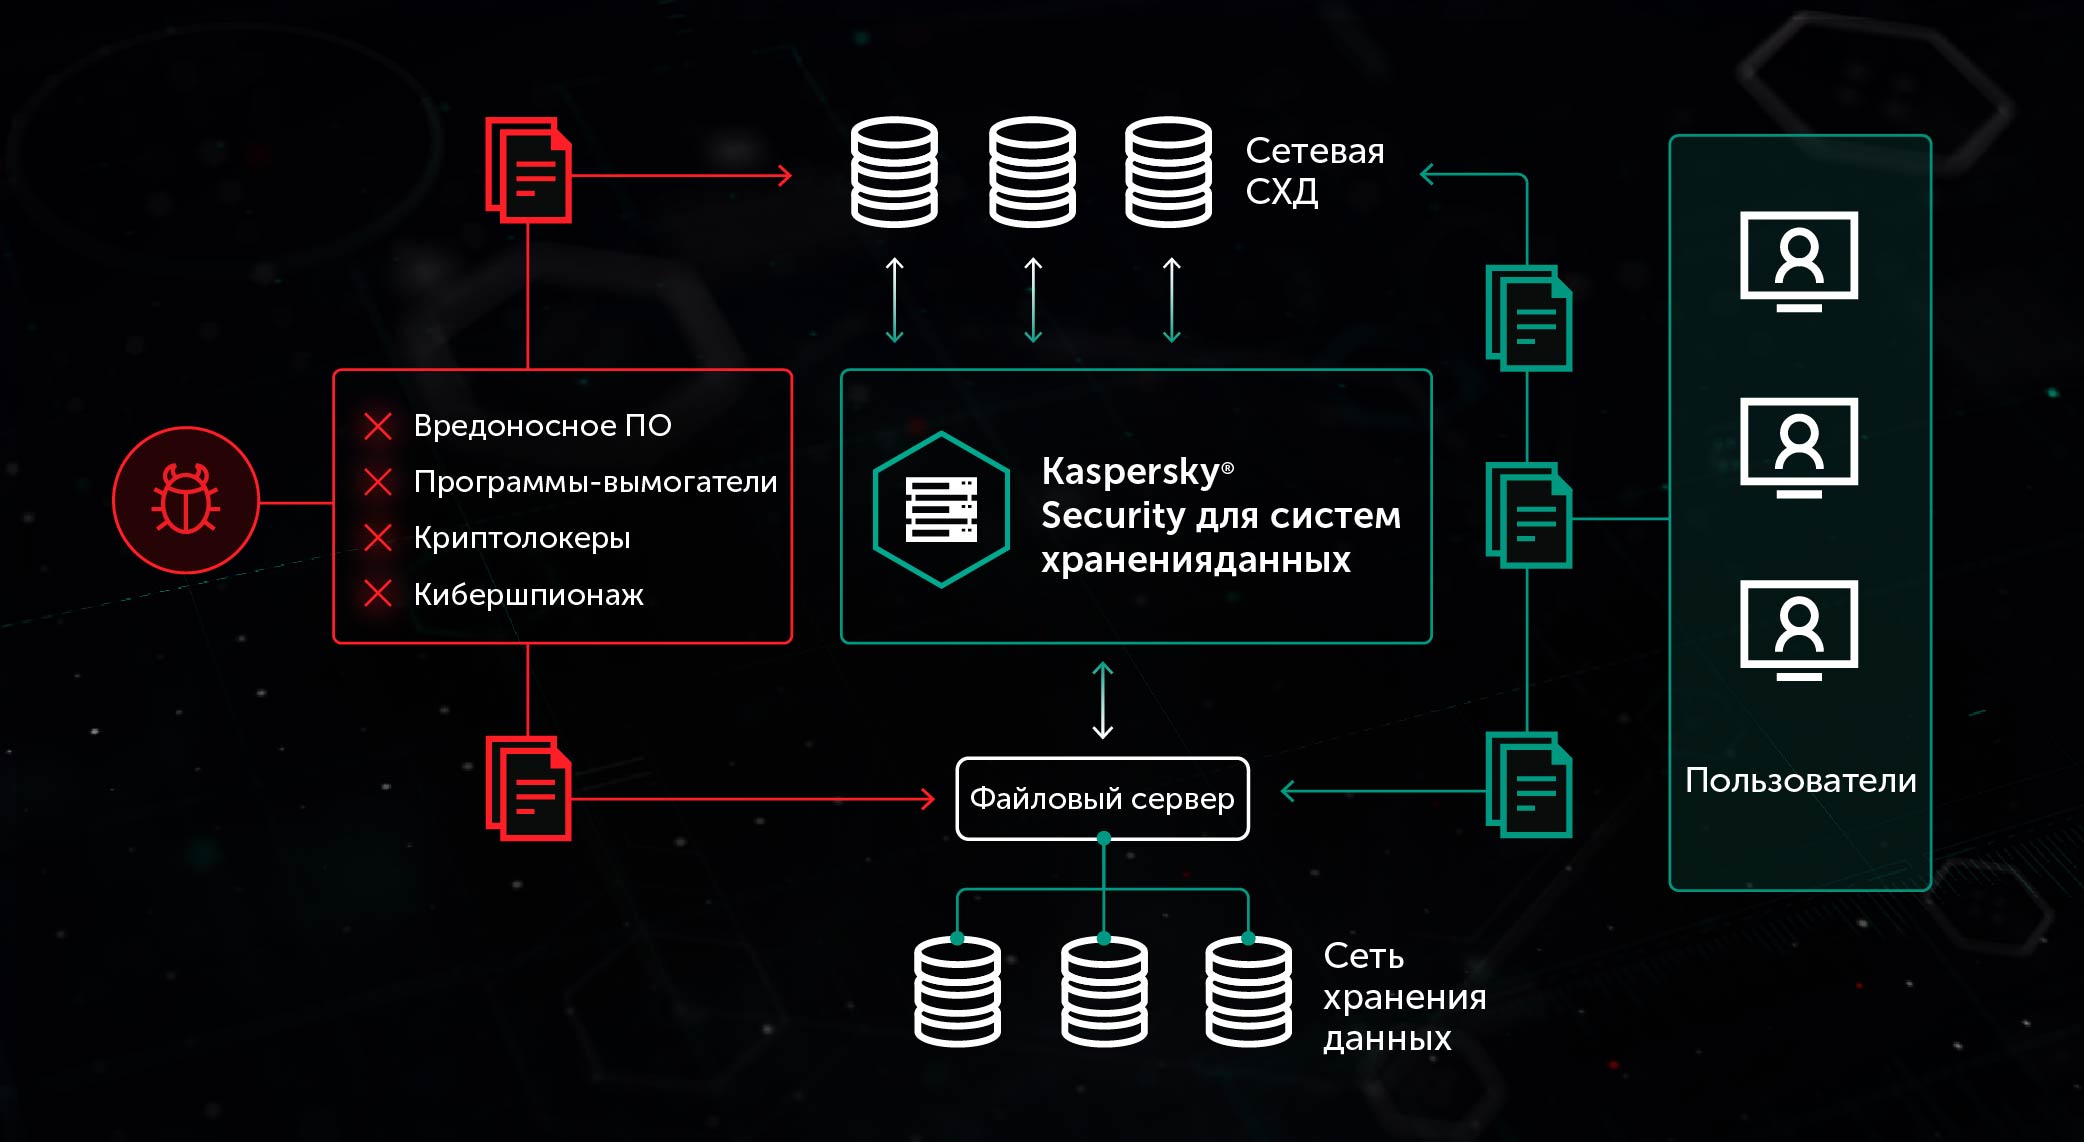 Сетевая
СХД
Вредоносное ПО
Программы-вымогатели
Криптолокеры
Кибершпионаж
Kaspersky®
Security для систем
храненияданных
Файловый сервер
Пользователи
Сеть
хранения
данных